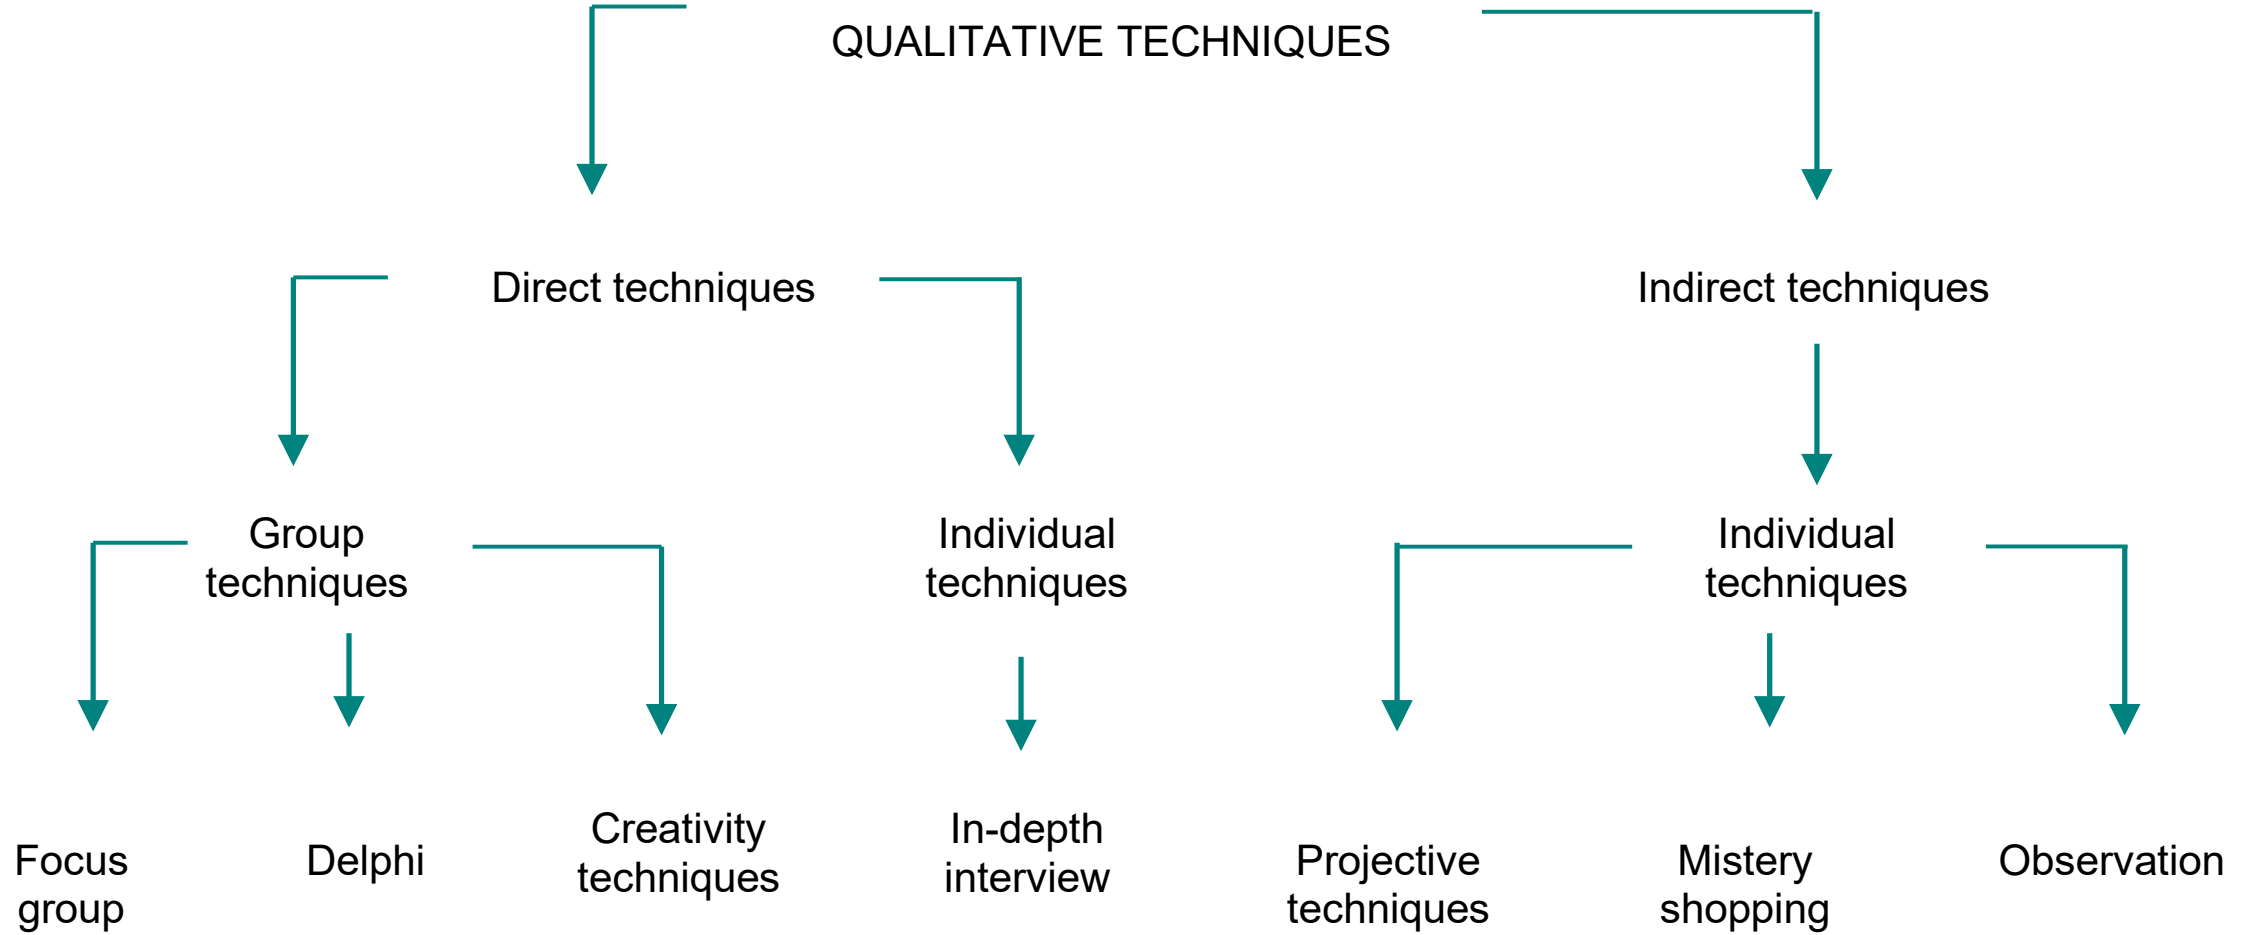 QUALITATIVE TECHNIQUES
Direct techniques
Indirect techniques
Group
techniques
Individual
techniques
Individual
techniques
Focus
group
Delphi
Creativity
techniques
In-depth
interview
Projective
techniques
Mistery
shopping
Observation